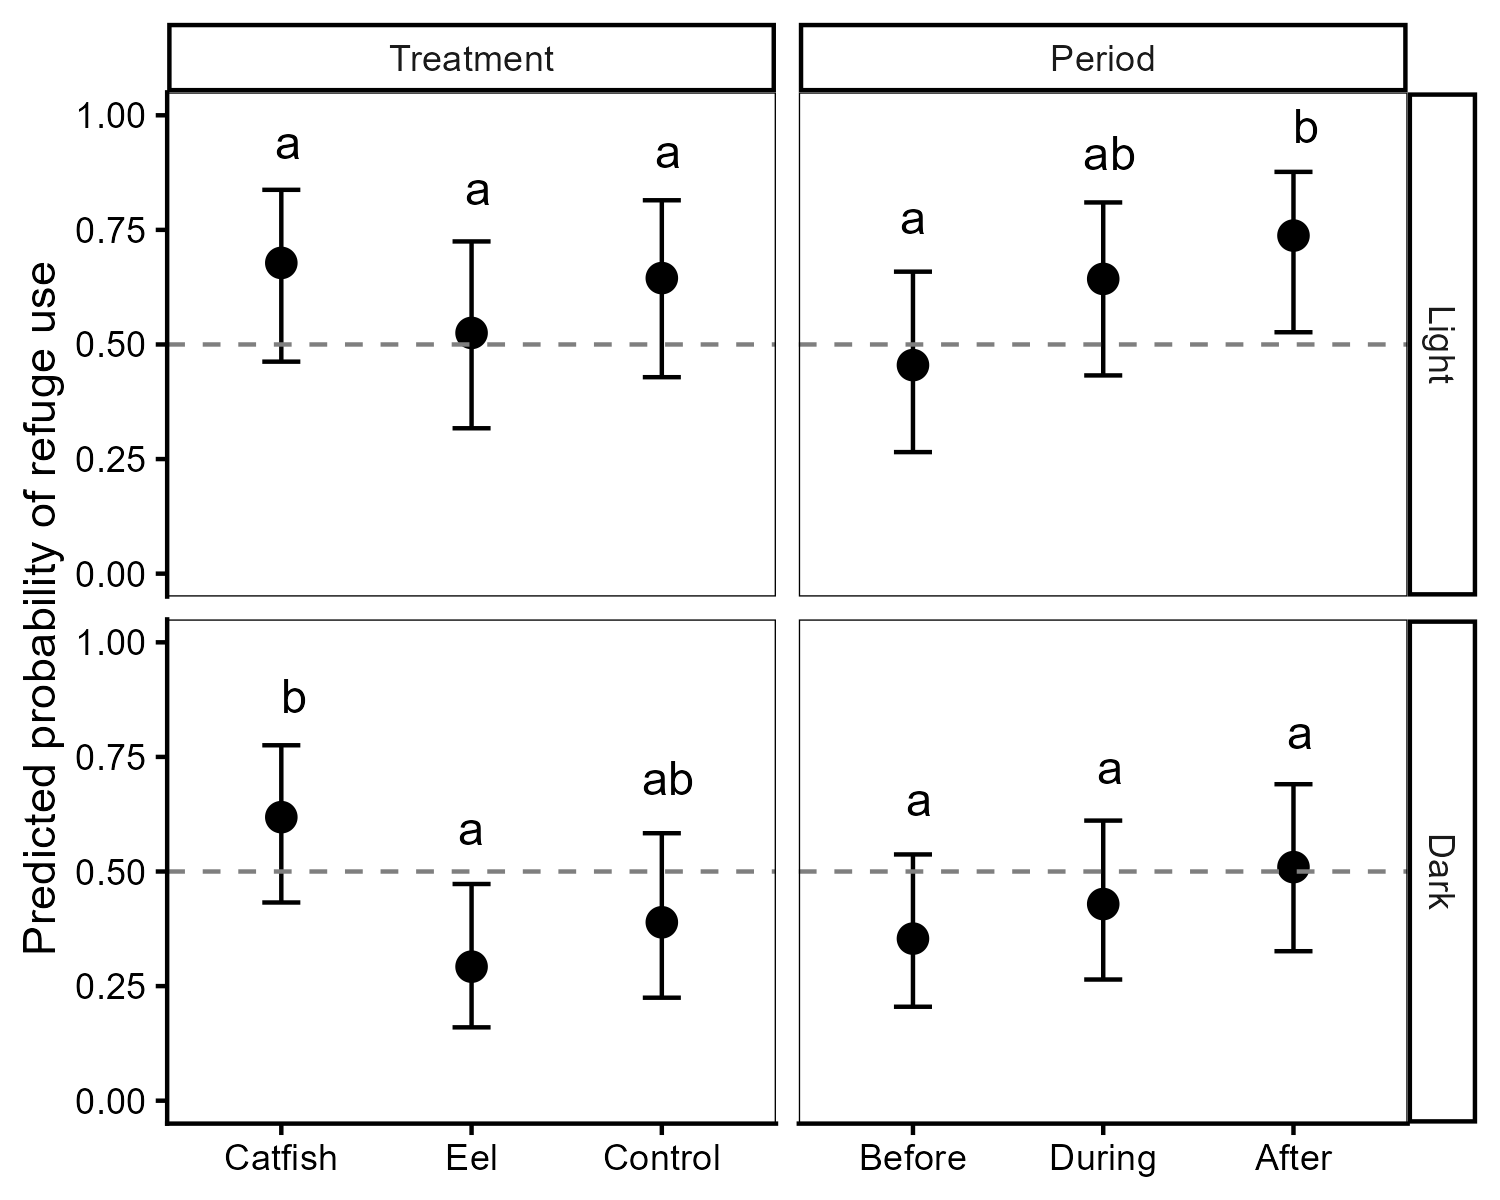 Treatment
Period
Predicted probability of refuge use
1.00
0.75
0.50
0.25
0.00
a
a
a
a
ab
b
Light
1.00
0.75
0.50
0.25
0.00
b
a
ab
a
a
a
Dark
Catfish
Eel
Control
Before
During
After